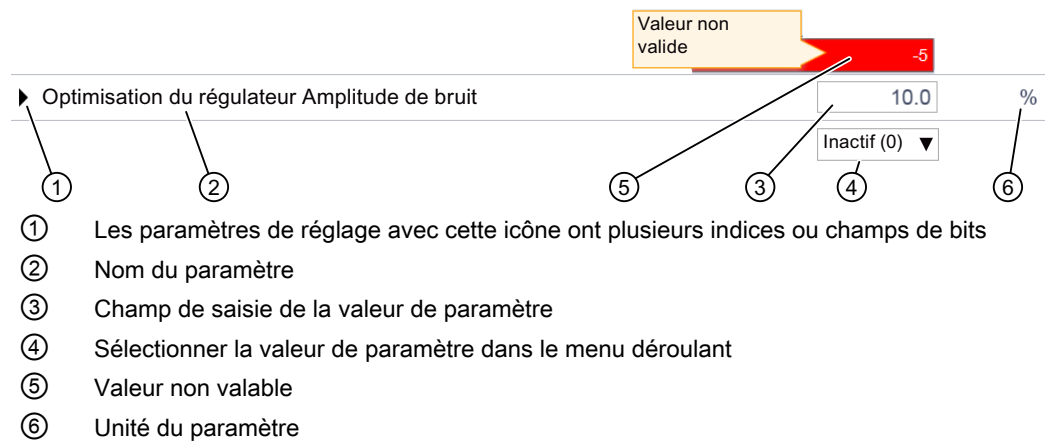 Valeur non
valide
-5
Optimisation du régulateur Amplitude de bruit 10.0 %
Inactif (0) ▼
① ② ⑤ ③ ④ ⑥
① Les paramètres de réglage avec cette icône ont plusieurs indices ou champs de bits
② Nom du paramètre
③ Champ de saisie de la valeur de paramètre
④ Sélectionner la valeur de paramètre dans le menu déroulant
⑤ Valeur non valable
⑥ Unité du paramètre